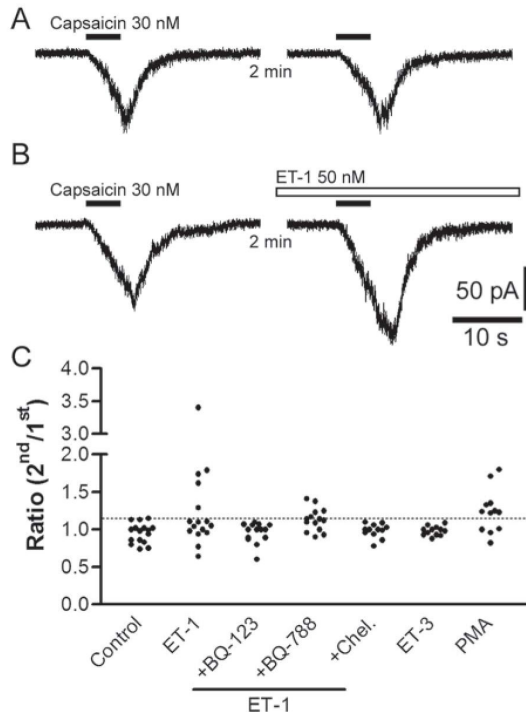 A
Capsaicin 30 nM
2 min
B
ET-1 50 nM
Capsaicin 30 nM
2 min
50 pA
10 s
C
Ratio (2nd/1st)
4.0
3.5
3.0
2.0
1.5
1.0
0.5
0.0
Control
ET-1
+BQ-123
+BQ-788
+Chel.
ET-3
PMA
ET-1